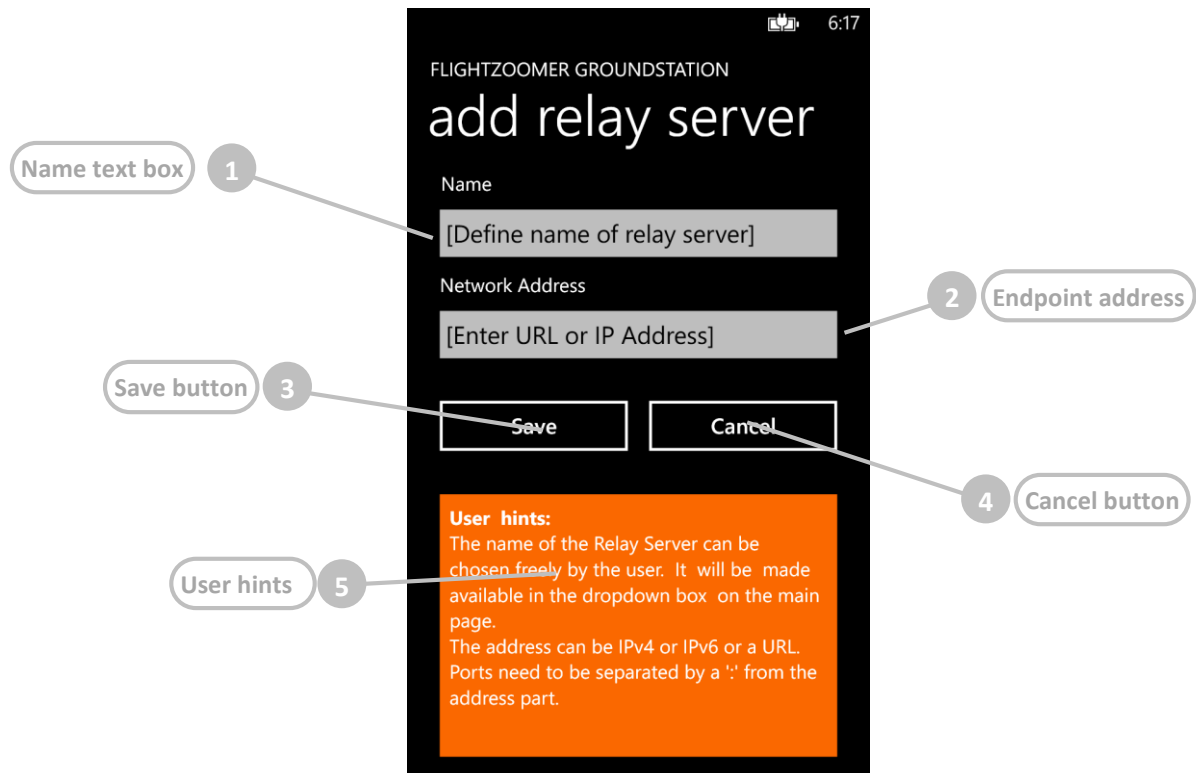 6:17
FLIGHTZOOMER GROUNDSTATION
add relay server
Name text box 1
Name
[Define name of relay server]
Network Address
2 Endpoint address
[Enter URL or IP Address]
Save button 3
Save Cancel
4 Cancel button
User hints:
The name of the Relay Server can be
chosen freely by the user. It will be made
User hints 5
available in the dropdown box on the main
page.
The address can be IPv4 or IPv6 or a URL.
Ports need to be separated by a ':' from the
address part.